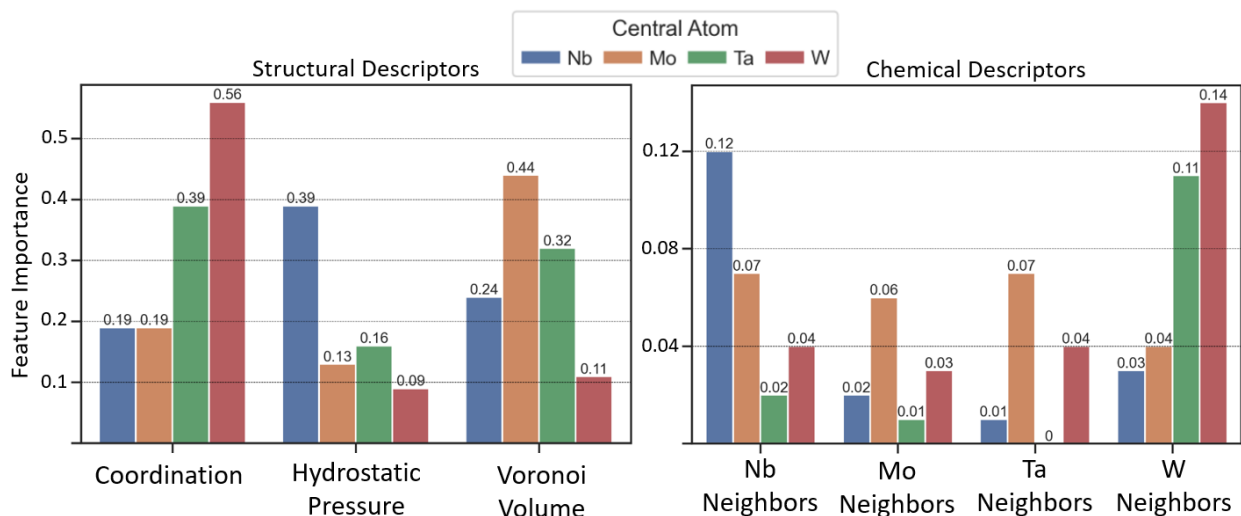 Central Atom
Nb Mo Ta W
Structural Descriptors
Chemical Descriptors
Feature Importance
0.5
0.4
0.3
0.2
0.1
0.19
0.19
0.39
0.56
0.39
0.13
0.16
0.09
0.24
0.44
0.32
0.11
Coordination
Hydrostatic
Pressure
Voronoi
Volume
0.12
0.08
0.04
0.12
0.07
0.02
0.04
0.02
0.06
0.01
0.03
0.01
0.07
0
0.04
0.03
0.04
0.11
0.14
Nb
Neighbors
Mo
Neighbors
Ta
Neighbors
W
Neighbors